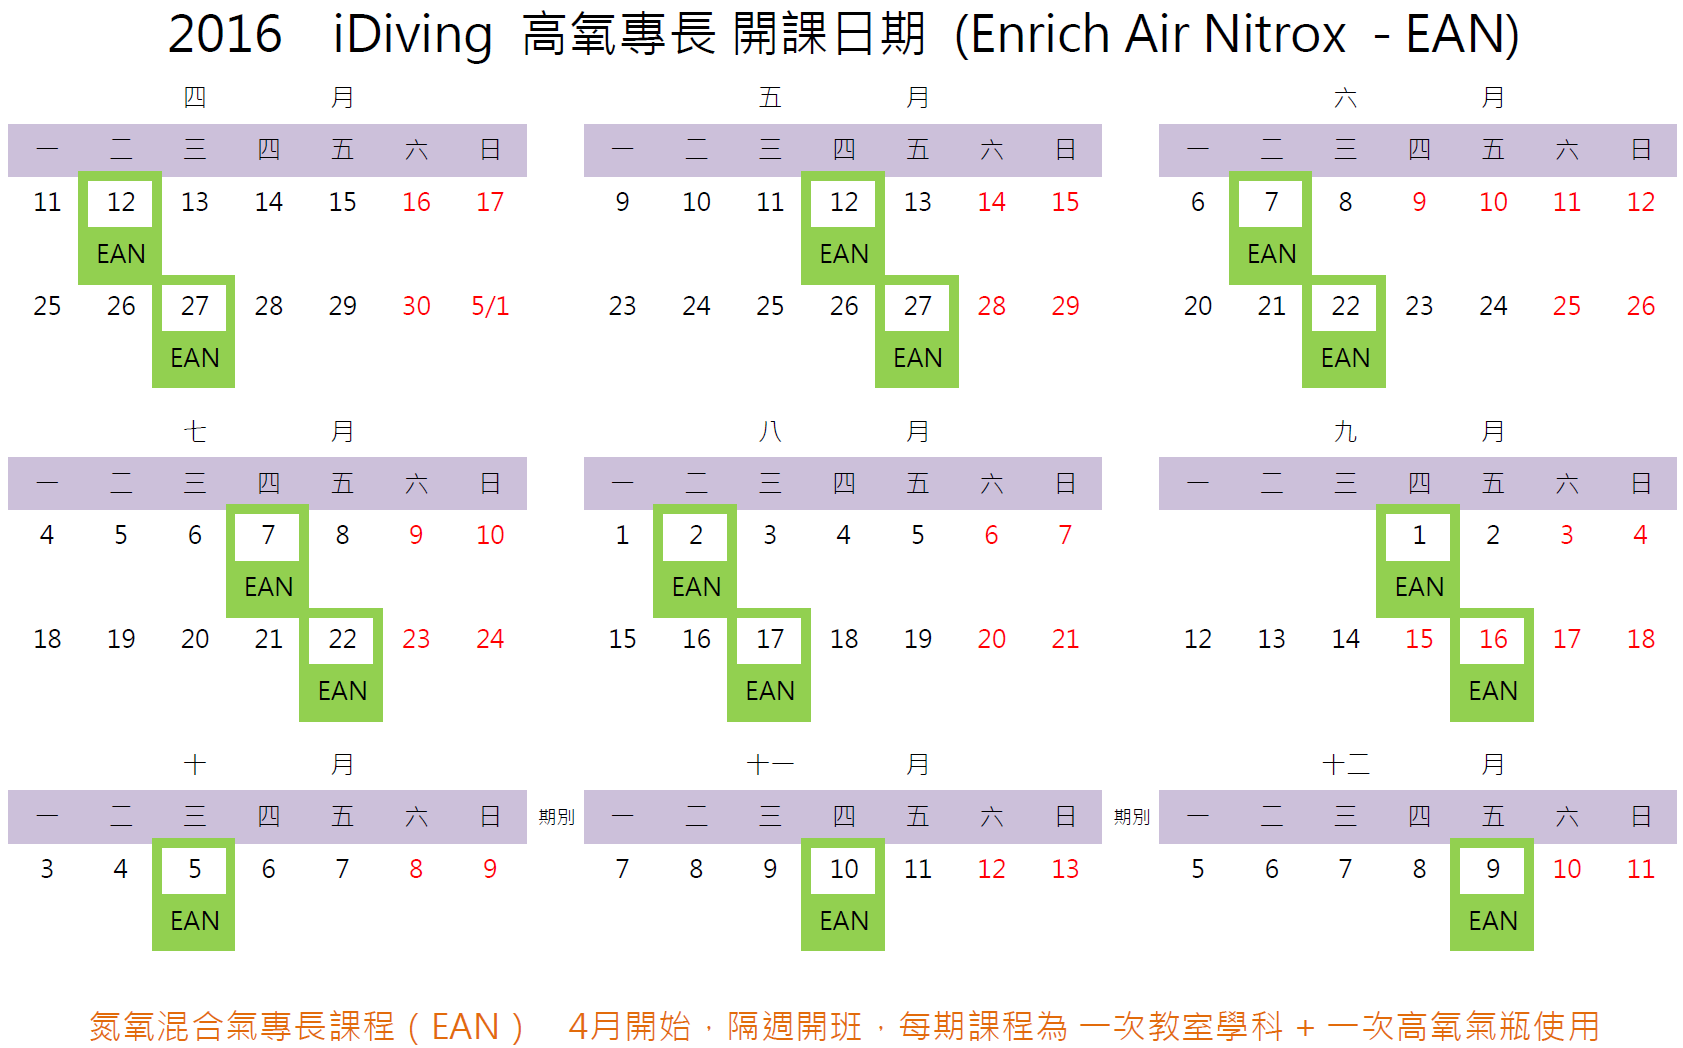 2016 iDiving 高氧專長 開課日期 (Enrich Air Nitrox - EAN)
四 月 五 月 六 月
一 二 三 四 五 六 日 一 二 三 四 五 六 日 一 二 三 四 五 六 日
11 12 13 14 15 16 17 9 10 11 12 13 14 15 6 7 8 9 10 11 12
EAN EAN EAN
25 26 27 28 29 30 5/1 23 24 25 26 27 28 29 20 21 22 23 24 25 26
EAN EAN EAN
七 月 八 月 九 月
一 二 三 四 五 六 日 一 二 三 四 五 六 日 一 二 三 四 五 六 日
4 5 6 7 8 9 10 1 2 3 4 5 6 7 1 2 3 4
EAN EAN EAN
18 19 20 21 22 23 24 15 16 17 18 19 20 21 12 13 14 15 16 17 18
EAN EAN EAN
十 月 十一 月 十二 月
一 二 三 四 五 六 日 期別 一 二 三 四 五 六 日 期別 一 二 三 四 五 六 日
3 4 5 6 7 8 9 7 8 9 10 11 12 13 5 6 7 8 9 10 11
EAN EAN EAN
氮氧混合氣專長課程（EAN） 4月開始，隔週開班，每期課程為 一次教室學科 + 一次高氧氣瓶使用